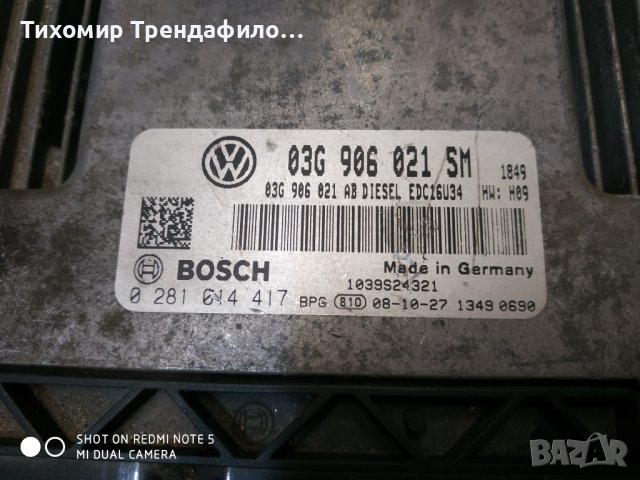 Тихомир Трендафило...
03G 906 021 SM 1849
03G 906 021 AB DIESEL EDC16U34 HW: H09
BOSCH Made in Germany
1039S24321
0 281 014 417 BPG 810 08-10-27 1349 0690
SHOT ON REDMI NOTE 5
MI DUAL CAMERA
BAZAR